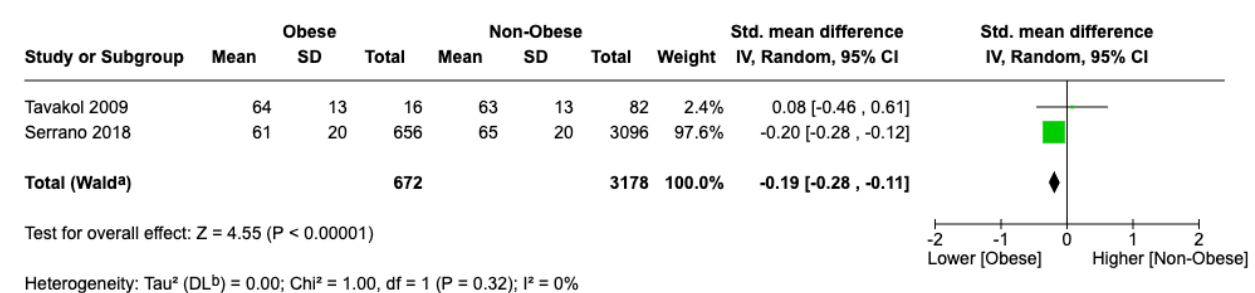 Obese Non-Obese Std. mean difference Std. mean difference
Study or Subgroup Mean SD Total Mean SD Total Weight IV, Random, 95% CI IV, Random, 95% CI
Tavakol 2009 64 13 16 63 13 82 2.4% 0.08 [-0.46 , 0.61]
Serrano 2018 61 20 656 65 20 3096 97.6% -0.20 [-0.28 , -0.12]
Total (Waldᵃ) 672 3178 100.0% -0.19 [-0.28 , -0.11]
Test for overall effect: Z = 4.55 (P < 0.00001)
-2 -1 0 1 2
Lower [Obese] Higher [Non-Obese]
Heterogeneity: Tau² (DLᵇ) = 0.00; Chi² = 1.00, df = 1 (P = 0.32); I² = 0%